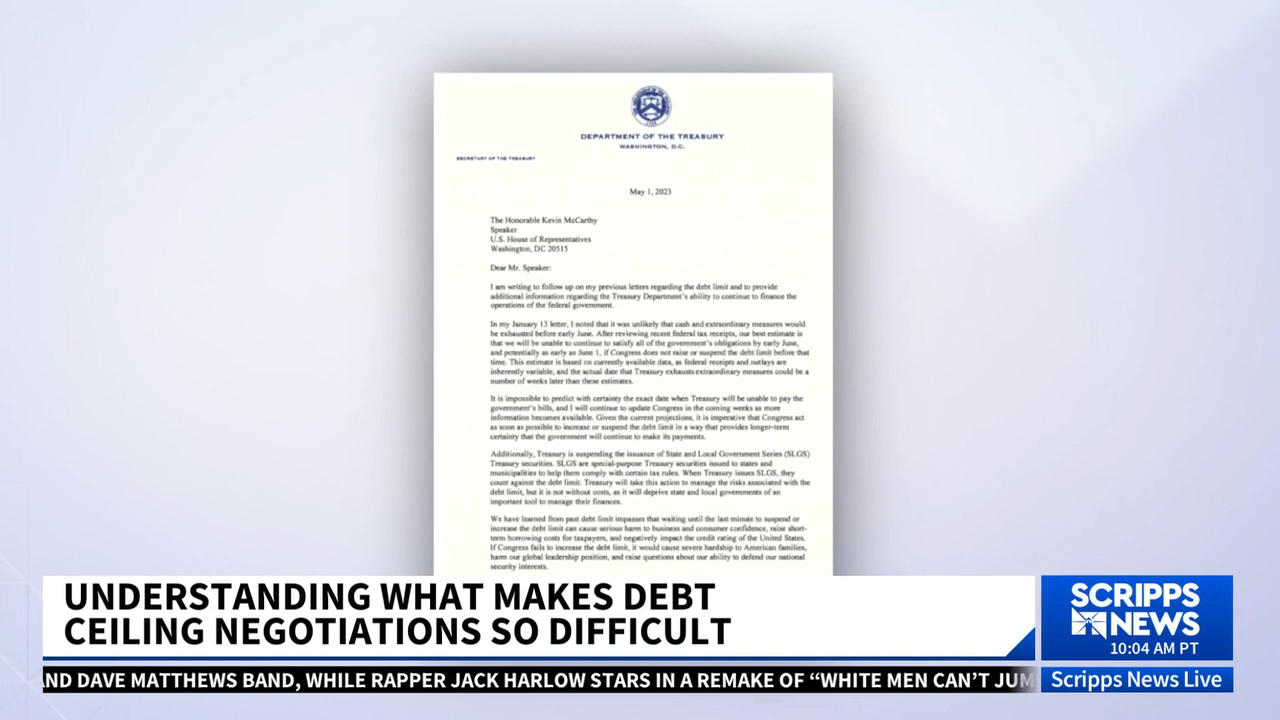 DEPARTMENT OF THE TREASURY
WASHINGTON, D.C.
SECRETARY OF THE TREASURY
May 1, 2023
The Honorable Kevin McCarthy
Speaker
U.S. House of Representatives
Washington, DC 20515
Dear Mr. Speaker:
I am writing to follow up on my previous letters regarding the debt limit and to provide
additional information regarding the Treasury Department's ability to continue to finance the
operations of the federal government.
In my January 13 letter, I noted that it was unlikely that cash and extraordinary measures would
be exhausted before early June. After reviewing recent federal tax receipts, our best estimate is
that we will be unable to continue to satisfy all of the government's obligations by early June,
and potentially as early as June 1, if Congress does not raise or suspend the debt limit before that
time. This estimate is based on currently available data, as federal receipts and outlays are
inherently variable, and the actual date that Treasury exhausts extraordinary measures could be a
number of weeks later than these estimates.
It is impossible to predict with certainty the exact date when Treasury will be unable to pay the
government's bills, and I will continue to update Congress in the coming weeks as more
information becomes available. Given the current projections, it is imperative that Congress act
as soon as possible to increase or suspend the debt limit in a way that provides longer-term
certainty that the government will continue to make its payments.
Additionally, Treasury is suspending the issuance of State and Local Government Series (SLGS)
Treasury securities. SLGS are special-purpose Treasury securities issued to states and
municipalities to help them comply with certain tax rules. When Treasury issues SLGS, they
count against the debt limit. Treasury will take this action to manage the risks associated with the
debt limit, but it is not without costs, as it will deprive state and local governments of an
important tool to manage their finances.
We have learned from past debt limit impasses that waiting until the last minute to suspend or
increase the debt limit can cause serious harm to business and consumer confidence, raise short-
term borrowing costs for taxpayers, and negatively impact the credit rating of the United States.
If Congress fails to increase the debt limit, it would cause severe hardship to American families,
harm our global leadership position, and raise questions about our ability to defend our national
security interests.
UNDERSTANDING WHAT MAKES DEBT
CEILING NEGOTIATIONS SO DIFFICULT
SCRIPPS
NEWS
10:04 AM PT
AND DAVE MATTHEWS BAND, WHILE RAPPER JACK HARLOW STARS IN A REMAKE OF “WHITE MEN CAN’T JUM
Scripps News Live